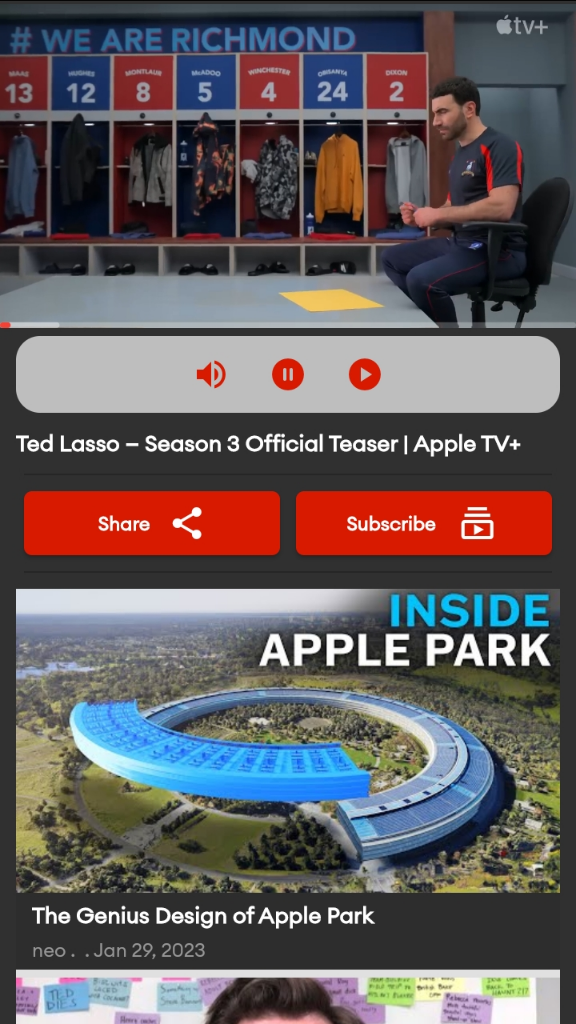 tv+
# WE ARE RICHMOND
MAAS HUGHES MONTLAUR McADOO WINCHESTER OBISANYA DIXON
13 12 8 5 4 24 2
Ted Lasso – Season 3 Official Teaser | Apple TV+
Share
Subscribe
INSIDE
APPLE PARK
The Genius Design of Apple Park
neo . . Jan 29, 2023
TED
DIES